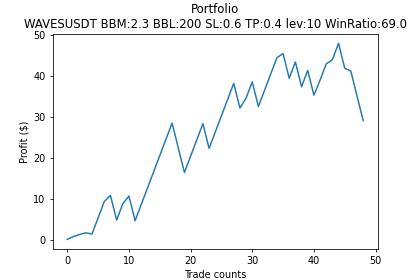 Portfolio
WAVESUSDT BBM:2.3 BBL:200 SL:0.6 TP:0.4 lev:10 WinRatio:69.0
50
40
30
20
10
0
Profit ($)
0 10 20 30 40 50
Trade counts